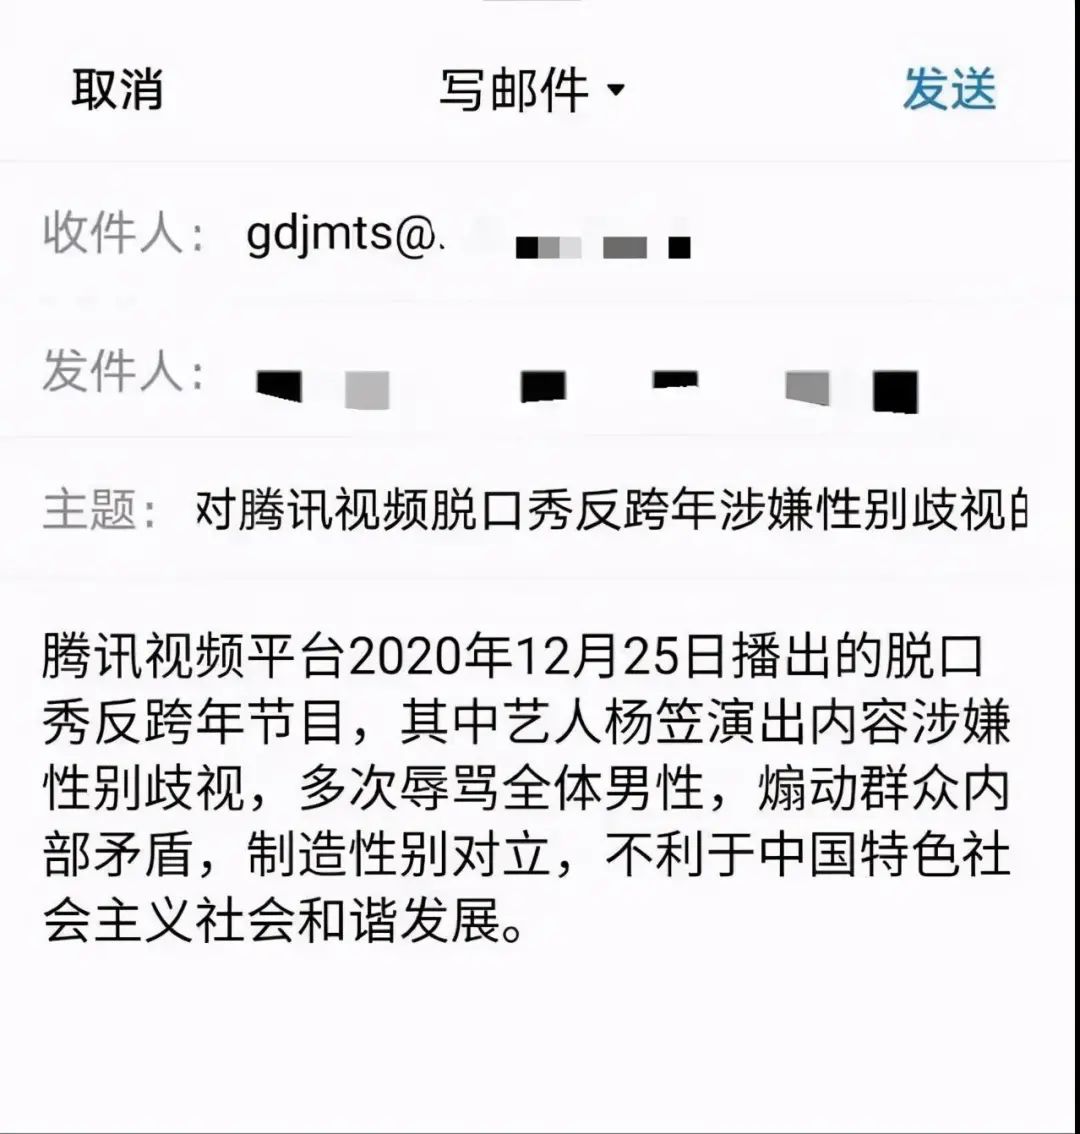 取消 写邮件 发送
收件人： gdjmts@.
发件人：
主题： 对腾讯视频脱口秀反跨年涉嫌性别歧视的
腾讯视频平台2020年12月25日播出的脱口
秀反跨年节目，其中艺人杨笠演出内容涉嫌
性别歧视，多次辱骂全体男性，煽动群众内
部矛盾，制造性别对立，不利于中国特色社
会主义社会和谐发展。